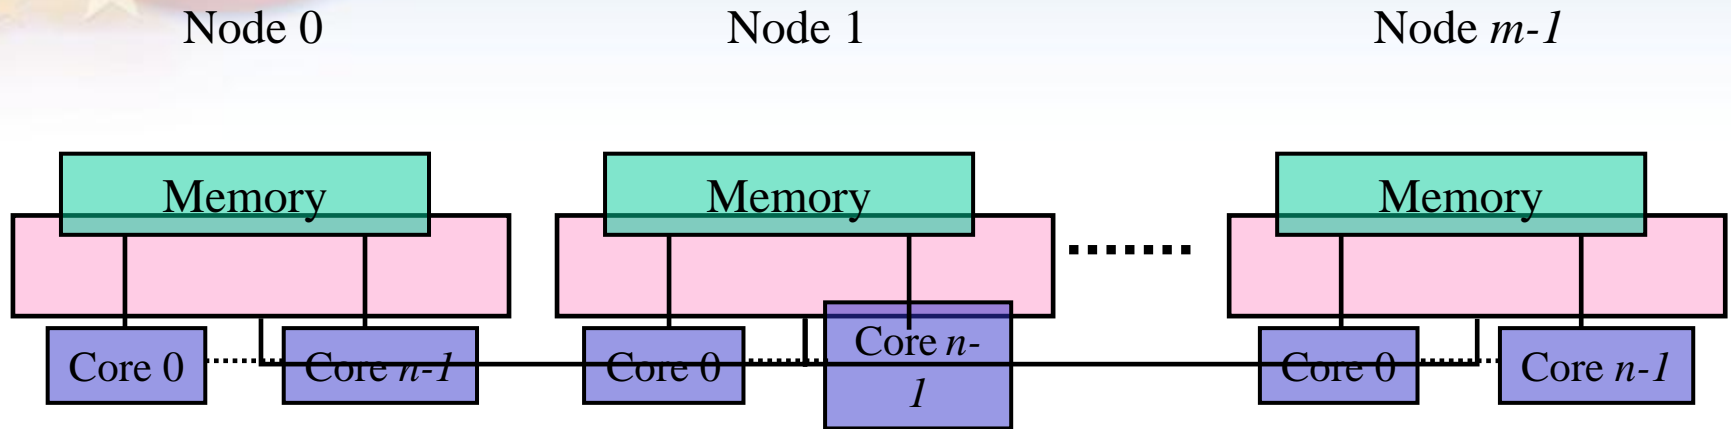 Node 0
Node 1
Node m-1
Memory
Memory
Memory
Core 0
Core n-1
Core 0
Core n-
1
Core 0
Core n-1